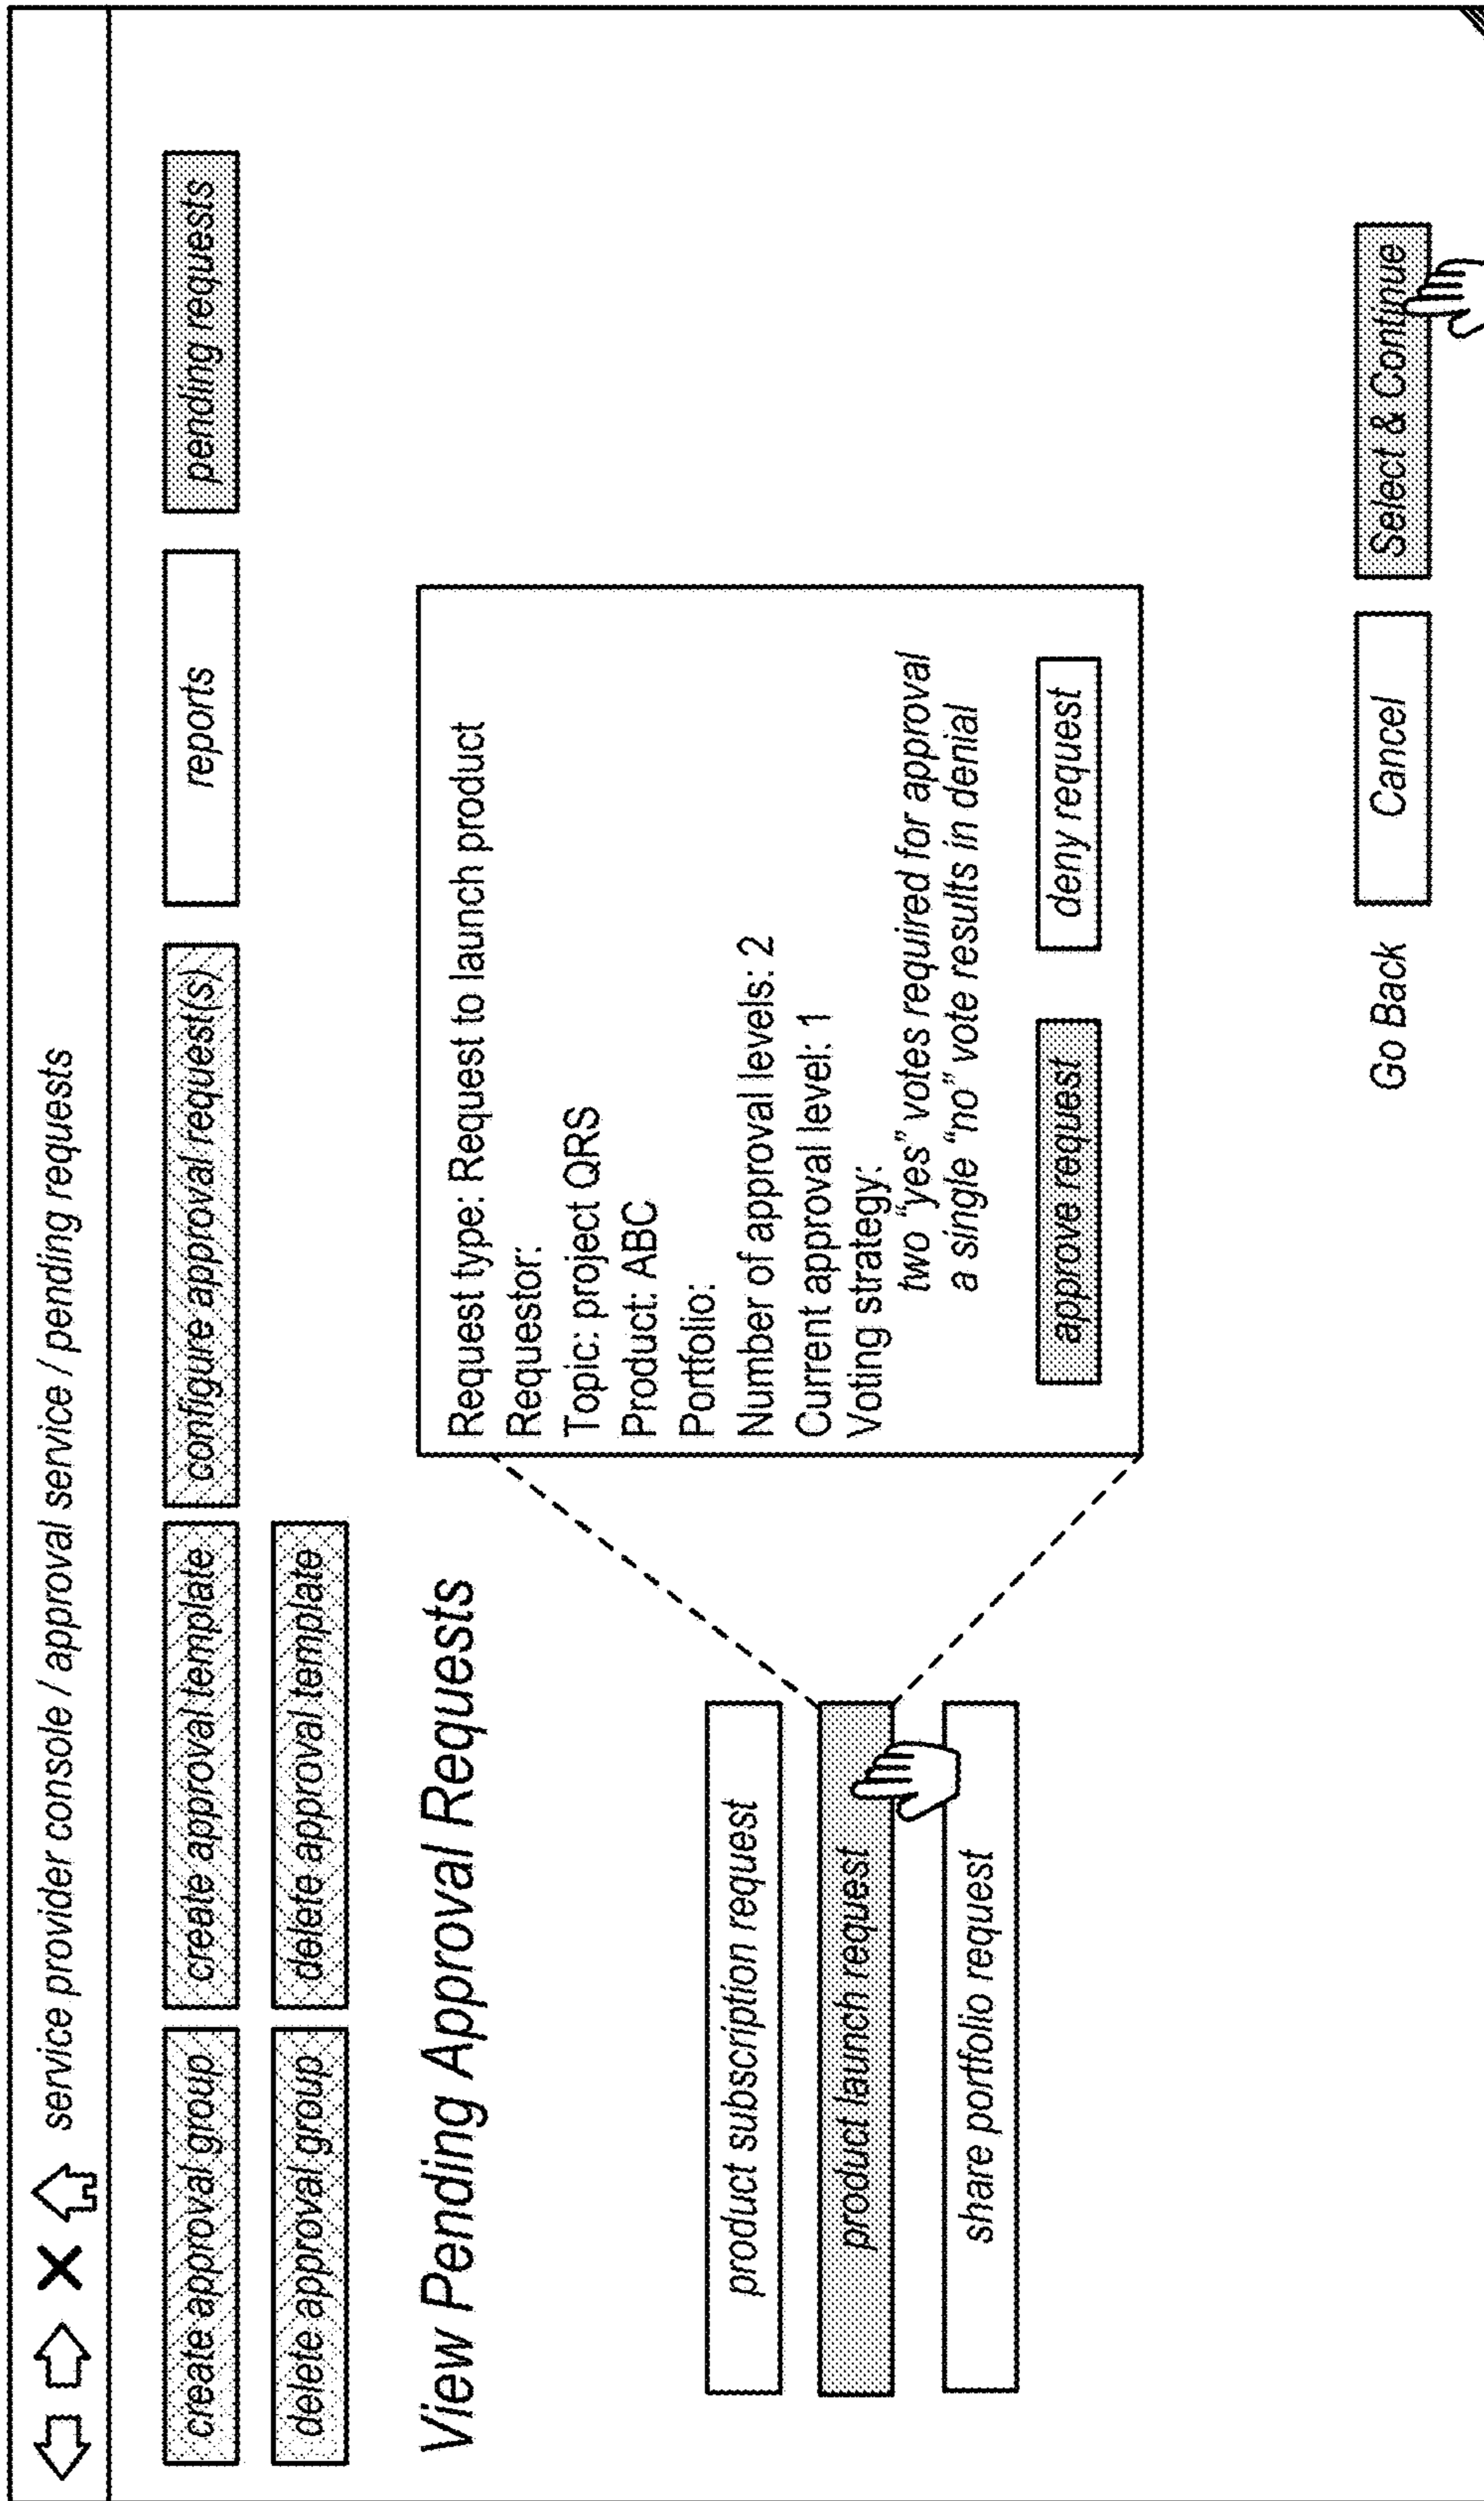 service provider console / approval service / pending requests
create approval group
create approval template
configure approval request(s)
reports
pending requests
delete approval group
delete approval template
View Pending Approval Requests
product subscription request
product launch request
share portfolio request
Request type: Request to launch product
Requestor:
Topic: project QRS
Product: ABC
Portfolio:
Number of approval levels: 2
Current approval level: 1
Voting strategy:
two “yes” votes required for approval
a single “no” vote results in denial
approve request
deny request
Go Back
Cancel
Select & Continue